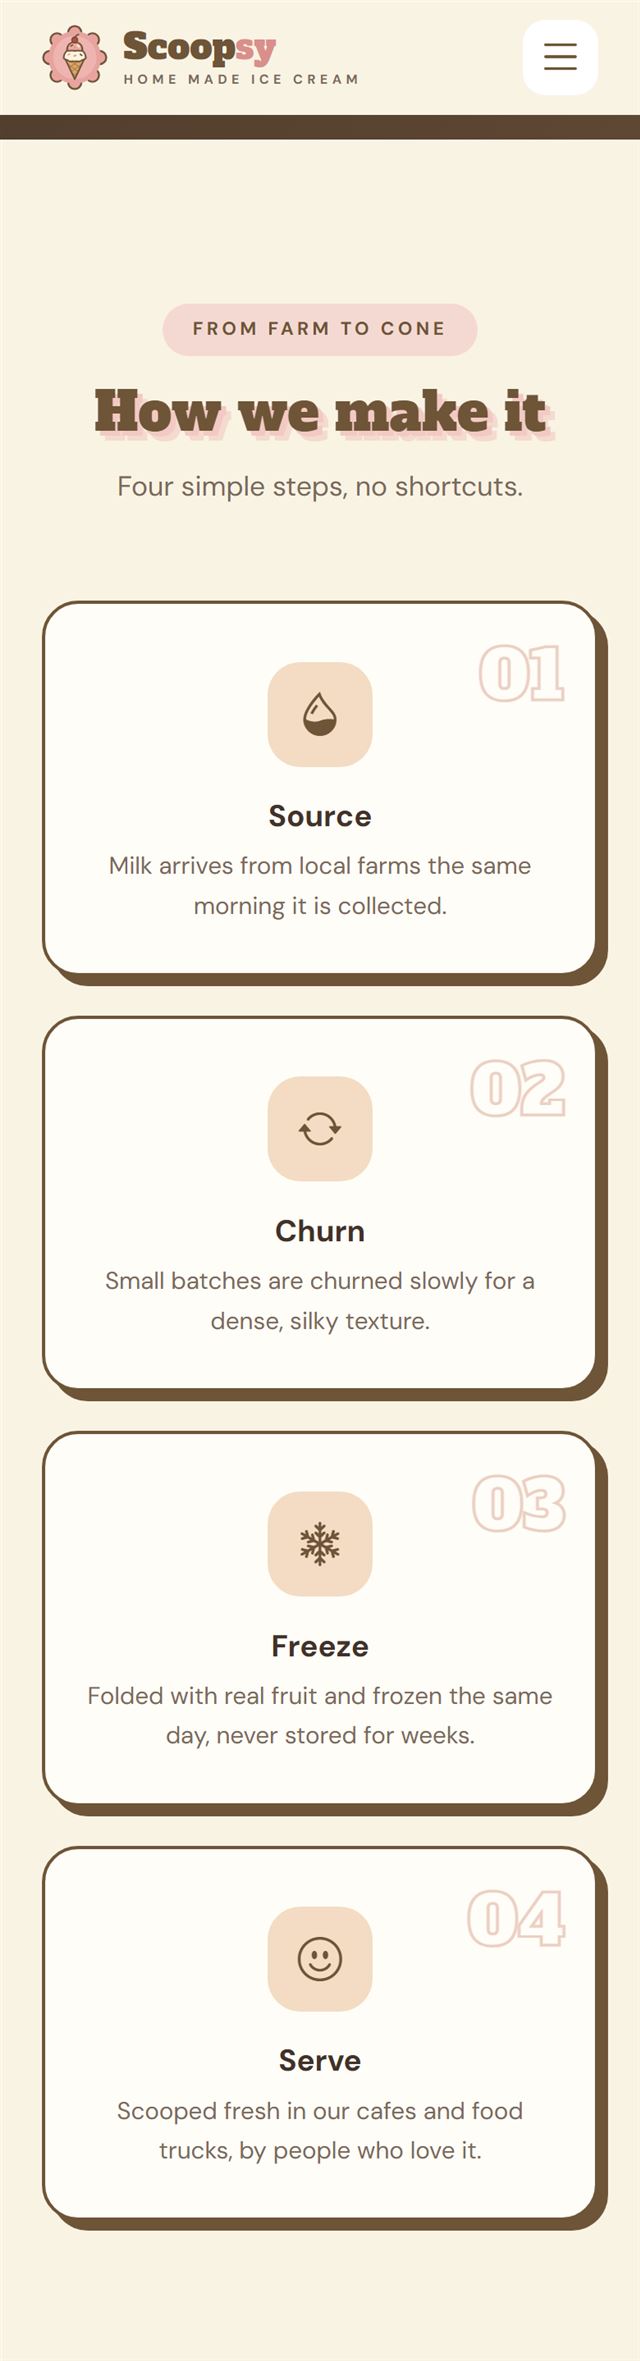 Scoopsy
HOME MADE ICE CREAM
FROM FARM TO CONE
How we make it
Four simple steps, no shortcuts.
01
Source
Milk arrives from local farms the same
morning it is collected.
02
Churn
Small batches are churned slowly for a
dense, silky texture.
03
Freeze
Folded with real fruit and frozen the same
day, never stored for weeks.
04
Serve
Scooped fresh in our cafes and food
trucks, by people who love it.